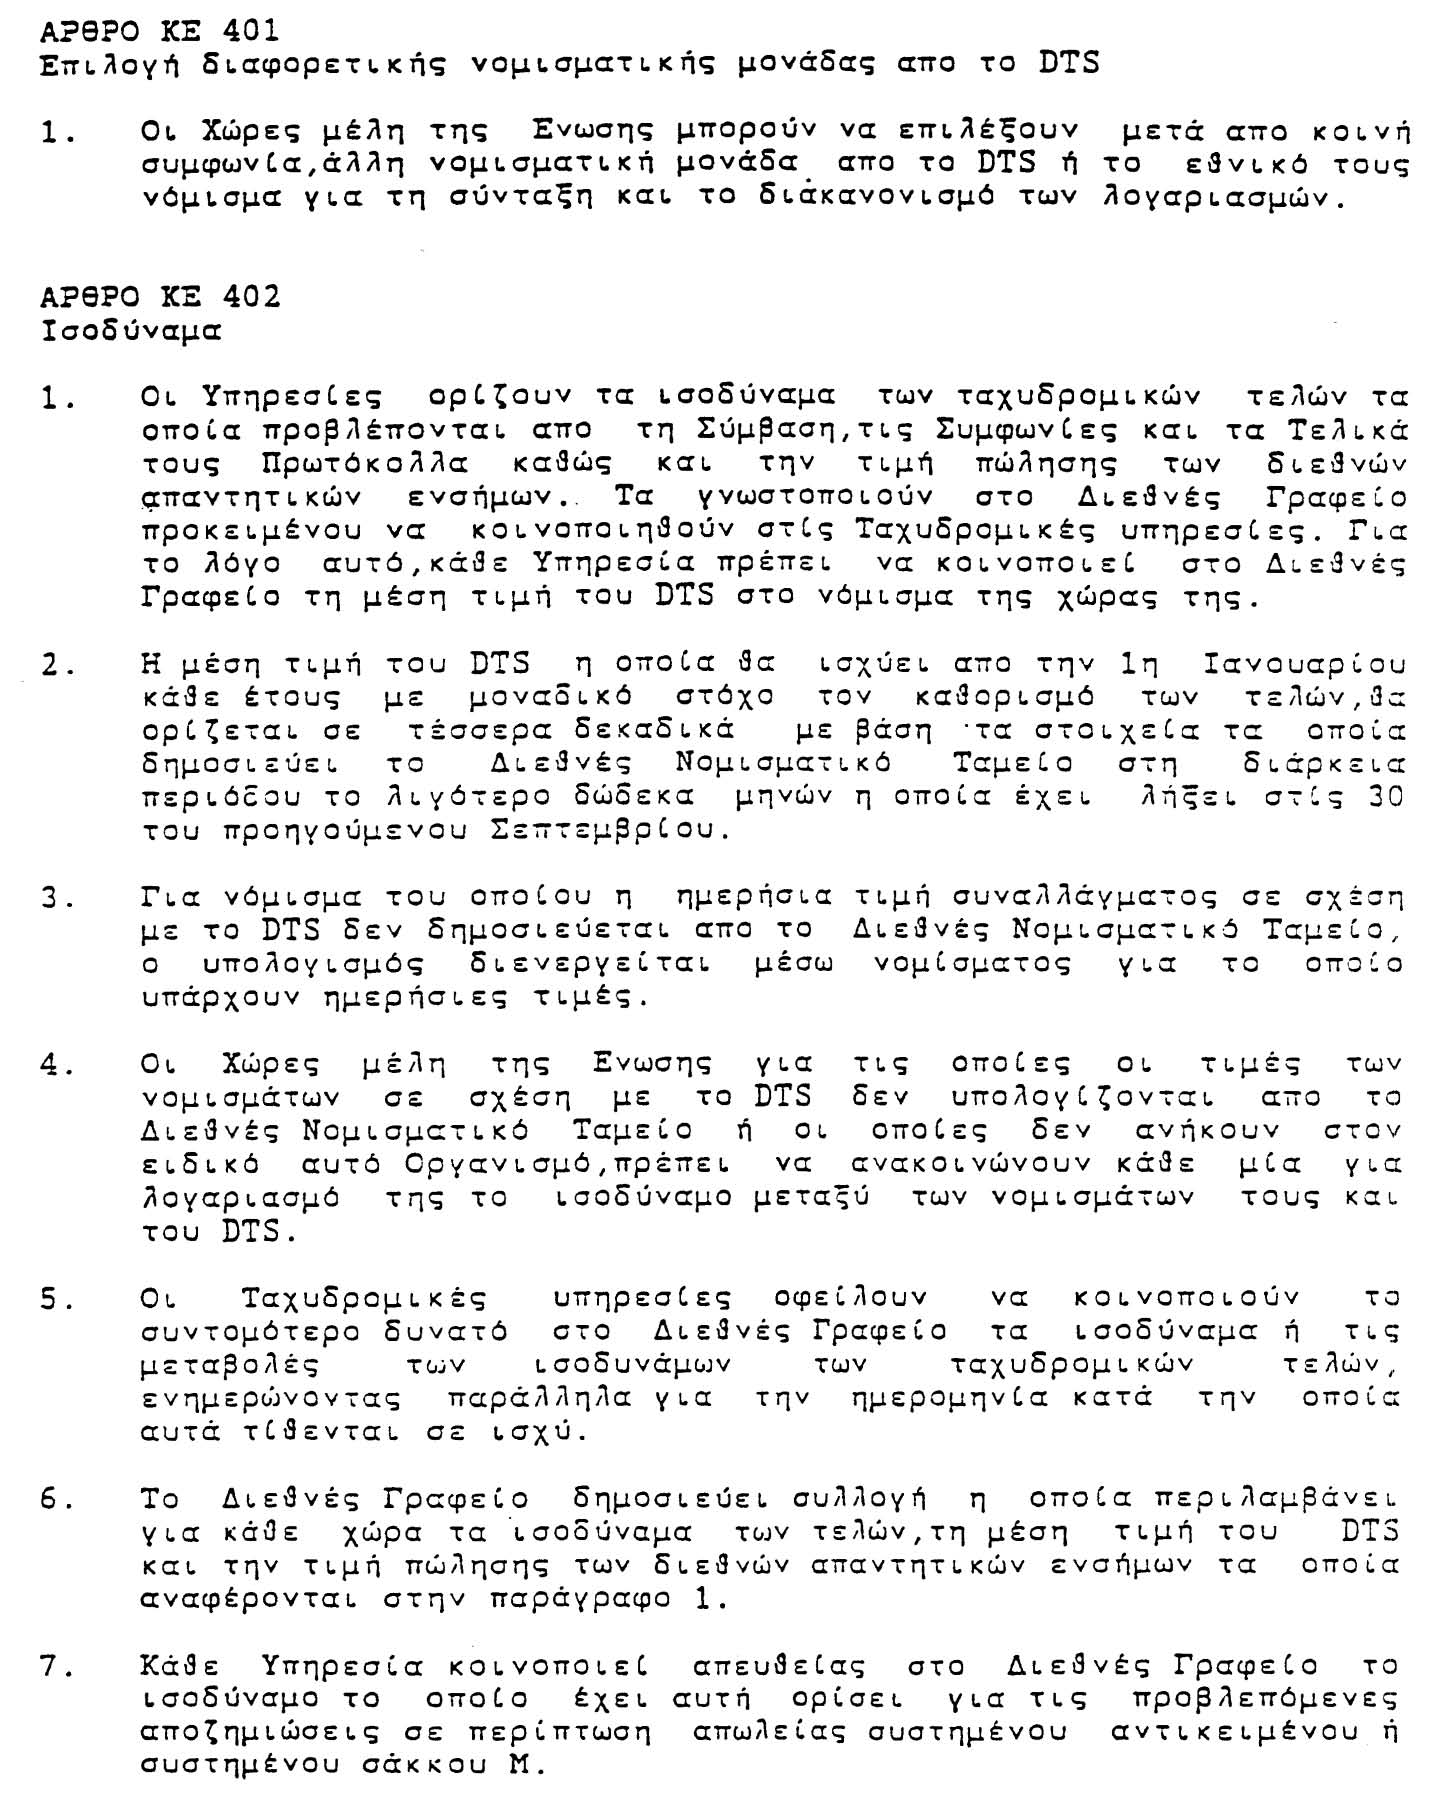 ΑΡΘΡΟ ΚΕ 401
Επιλογή διαφορετικής νομισματικής μονάδας απο το DTS
1. Οι Χώρες μέλη της Ενωσης μπορούν να επιλέξουν μετά απο κοινή
συμφωνία,άλλη νομισματική μονάδα απο το DTS ή το εθνικό τους
νόμισμα για τη σύνταξη και το διάκανονισμό των λογαριασμών.
ΑΡΘΡΟ ΚΕ 402
Ισοδύναμα
1. Οι Υπηρεσίες ορίζουν τα ισοδύναμα των ταχυδρομικών τελών τα
οποία προβλέπονται απο τη Σύμβαση,τις Συμφωνίες και τα Τελικά
τους Πρωτόκολλα καθώς και την τιμή πώλησης των διεθνών
απαντητικών ενσήμων. Τα γνωστοποιούν στο Διεθνές Γραφείο
προκειμένου να κοινοποιηθούν στίς Ταχυδρομικές υπηρεσίες. Για
το λόγο αυτό,κάθε Υπηρεσία πρέπει να κοινοποιεί στο Διεθνές
Γραφείο τη μέση τιμή του DTS στο νόμισμα της χώρας της.
2. Η μέση τιμή του DTS η οποία θα ισχύει απο την 1η Ιανουαρίου
κάθε έτους με μοναδικό στόχο τον καθορισμό των τελών,θα
ορίζεται σε τέσσερα δεκαδικά με βάση τα στοιχεία τα οποία
δημοσιεύει το Διεθνές Νομισματικό Ταμείο στη διάρκεια
περιόδου το λιγότερο δώδεκα μηνών η οποία έχει λήξει στίς 30
του προηγούμενου Σεπτεμβρίου.
3. Για νόμισμα του οποίου η ημερήσια τιμή συναλλάγματος σε σχέση
με το DTS δεν δημοσιεύεται απο το Διεθνές Νομισματικό Ταμείο,
ο υπολογισμός διενεργείται μέσω νομίσματος για το οποίο
υπάρχουν ημερήσιες τιμές.
4. Οι Χώρες μέλη της Ενωσης για τις οποίες οι τιμές των
νομισμάτων σε σχέση με το DTS δεν υπολογίζονται απο το
Διεθνές Νομισματικό Ταμείο ή οι οποίες δεν ανήκουν στον
ειδικό αυτό Οργανισμό,πρέπει να ανακοινώνουν κάθε μία για
λογαριασμό της το ισοδύναμο μεταξύ των νομισμάτων τους και
του DTS.
5. Οι Ταχυδρομικές υπηρεσίες οφείλουν να κοινοποιούν το
συντομότερο δυνατό στο Διεθνές Γραφείο τα ισοδύναμα ή τις
μεταβολές των ισοδυνάμων των ταχυδρομικών τελών,
ενημερώνοντας παράλληλα για την ημερομηνία κατά την οποία
αυτά τίθενται σε ισχύ.
6. Το Διεθνές Γραφείο δημοσιεύει συλλογή η οποία περιλαμβάνει
για κάθε χώρα τα ισοδύναμα των τελών,τη μέση τιμή του DTS
και την τιμή πώλησης των διεθνών απαντητικών ενσήμων τα οποία
αναφέρονται στην παράγραφο 1.
7. Κάθε Υπηρεσία κοινοποιεί απευθείας στο Διεθνές Γραφείο το
ισοδύναμο το οποίο έχει αυτή ορίσει για τις προβλεπόμενες
αποζημιώσεις σε περίπτωση απωλείας συστημένου αντικειμένου ή
συστημένου σάκκου Μ.